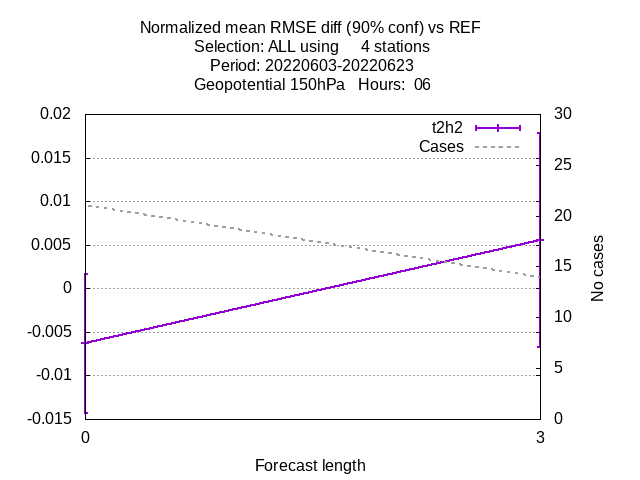 Normalized mean RMSE diff (90% conf) vs REF
Selection: ALL using     4 stations
Period: 20220603-20220623
Geopotential 150hPa   Hours:  06
0.02
0.015
0.01
0.005
0
-0.005
-0.01
-0.015
30
25
20
15
10
5
0
t2h2
Cases
No cases
0
3
Forecast length